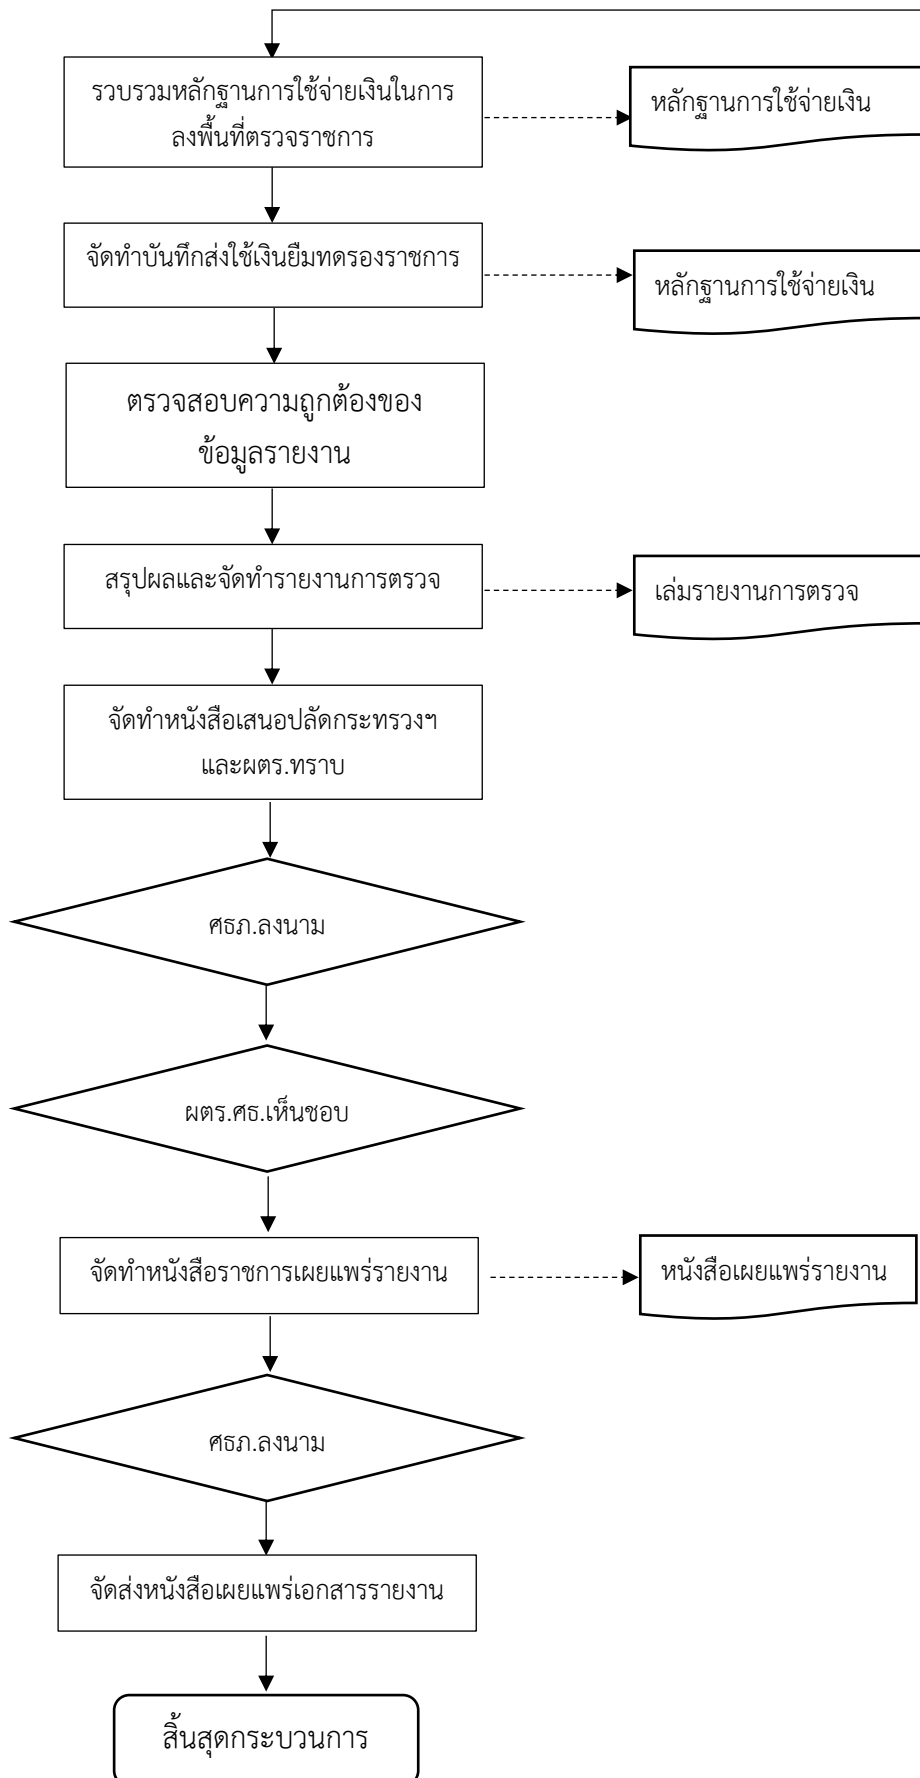 รวบรวมหลักฐานการใช้จ่ายเงินในการ
ลงพื้นที่ตรวจราชการ
หลักฐานการใช้จ่ายเงิน
จัดทำบันทึกส่งใช้เงินยืมทดรองราชการ
หลักฐานการใช้จ่ายเงิน
ตรวจสอบความถูกต้องของ
ข้อมูลรายงาน
สรุปผลและจัดทำรายงานการตรวจ
เล่มรายงานการตรวจ
จัดทำหนังสือเสนอปลัดกระทรวงฯ
และผตร.ทราบ
ศธภ.ลงนาม
ผตร.ศธ.เห็นชอบ
จัดทำหนังสือราชการเผยแพร่รายงาน
หนังสือเผยแพร่รายงาน
ศธภ.ลงนาม
จัดส่งหนังสือเผยแพร่เอกสารรายงาน
สิ้นสุดกระบวนการ